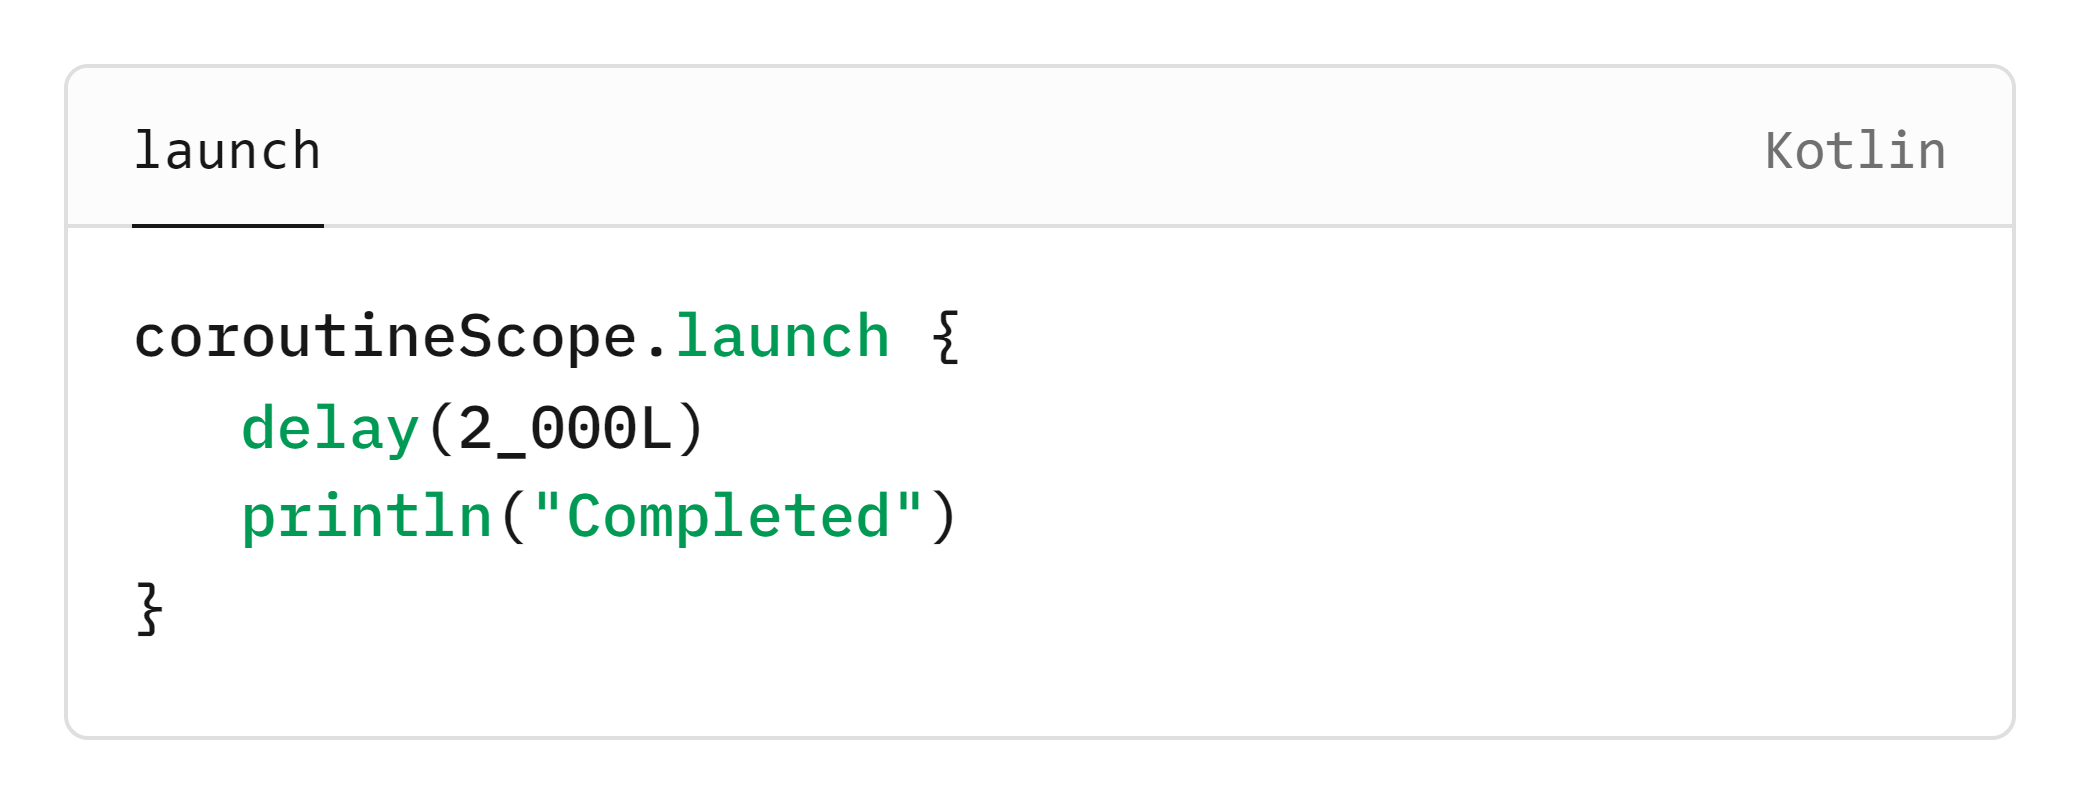 launch
Kotlin
coroutineScope.launch {
   delay(2_000L)
   println("Completed")
}